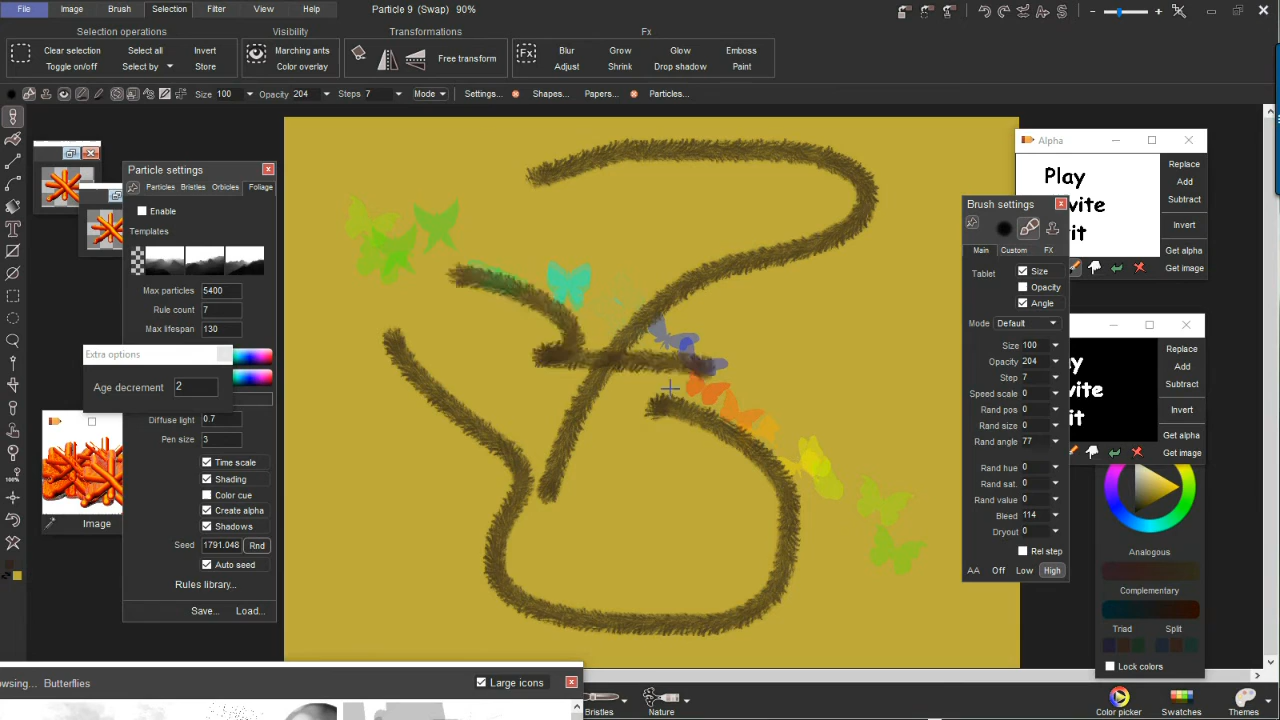 File Image Brush Selection Filter View Help Particle 9 (Swap) 90%
Selection operations Visibility Transformations Fx
Clear selection Select all Invert Marching ants Free transform Blur Grow Glow Emboss
Toggle on/off Select by Store Color overlay Adjust Shrink Drop shadow Paint
Size 100 Opacity 204 Steps 7 Mode Settings... Shapes... Papers... Particles...
Particle settings
Particles Bristles Orbicles Foliage
Enable
Templates
Max particles 5400
Rule count 7
Max lifespan 130
Extra options
Age decrement 2
Diffuse light 0.7
Pen size 3
Time scale
Shading
Color cue
Create alpha
Shadows
Seed 1791.048 Rnd
Auto seed
Rules library...
Save... Load...
Image
100%
Butterflies Large icons
Bristles Nature
Alpha
Play
it
Replace
Add
Subtract
Invert
Get alpha
Get image
Brush settings
Main Custom FX
Tablet Size
Opacity
Angle
Mode Default
Size 100
Opacity 204
Step 7
Speed scale 0
Rand pos 0
Rand size 0
Rand angle 77
Rand hue 0
Rand sat. 0
Rand value 0
Bleed 114
Dryout 0
Rel step
AA Off Low High
Replace
Add
Subtract
Invert
Get alpha
Get image
Analogous
Complementary
Triad Split
Lock colors
Color picker Swatches Themes